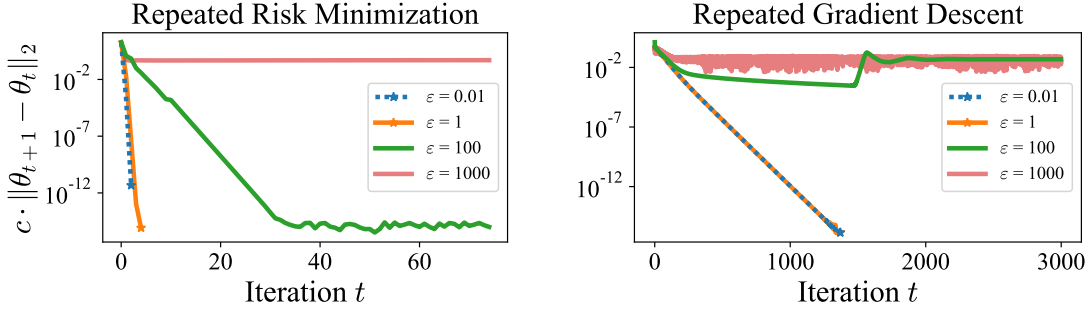 Repeated Risk Minimization
c · ‖θₜ₊₁ − θₜ‖₂
10⁻²
10⁻⁷
10⁻¹²
ε = 0.01
ε = 1
ε = 100
ε = 1000
0 20 40 60
Iteration t
Repeated Gradient Descent
10⁻²
10⁻⁷
10⁻¹²
ε = 0.01
ε = 1
ε = 100
ε = 1000
0 1000 2000 3000
Iteration t